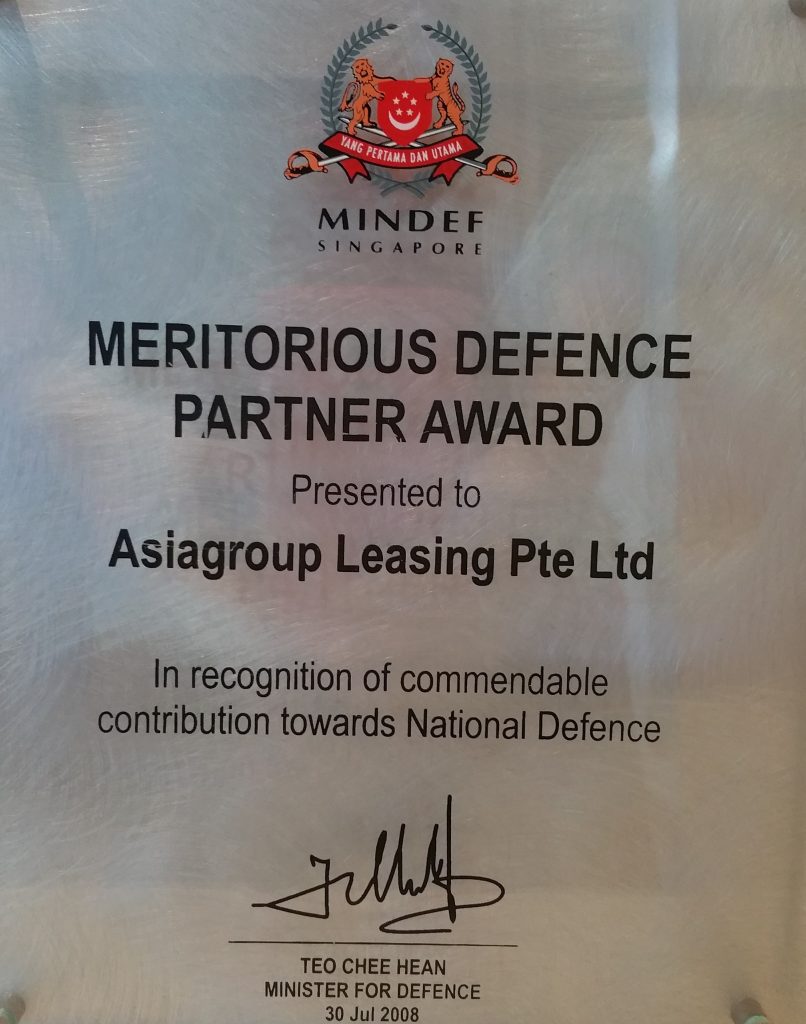 YANG PERTAMA DAN UTAMA
MINDEF
SINGAPORE
MERITORIOUS DEFENCE
PARTNER AWARD
Presented to
Asiagroup Leasing Pte Ltd
In recognition of commendable
contribution towards National Defence
TEO CHEE HEAN
MINISTER FOR DEFENCE
30 Jul 2008